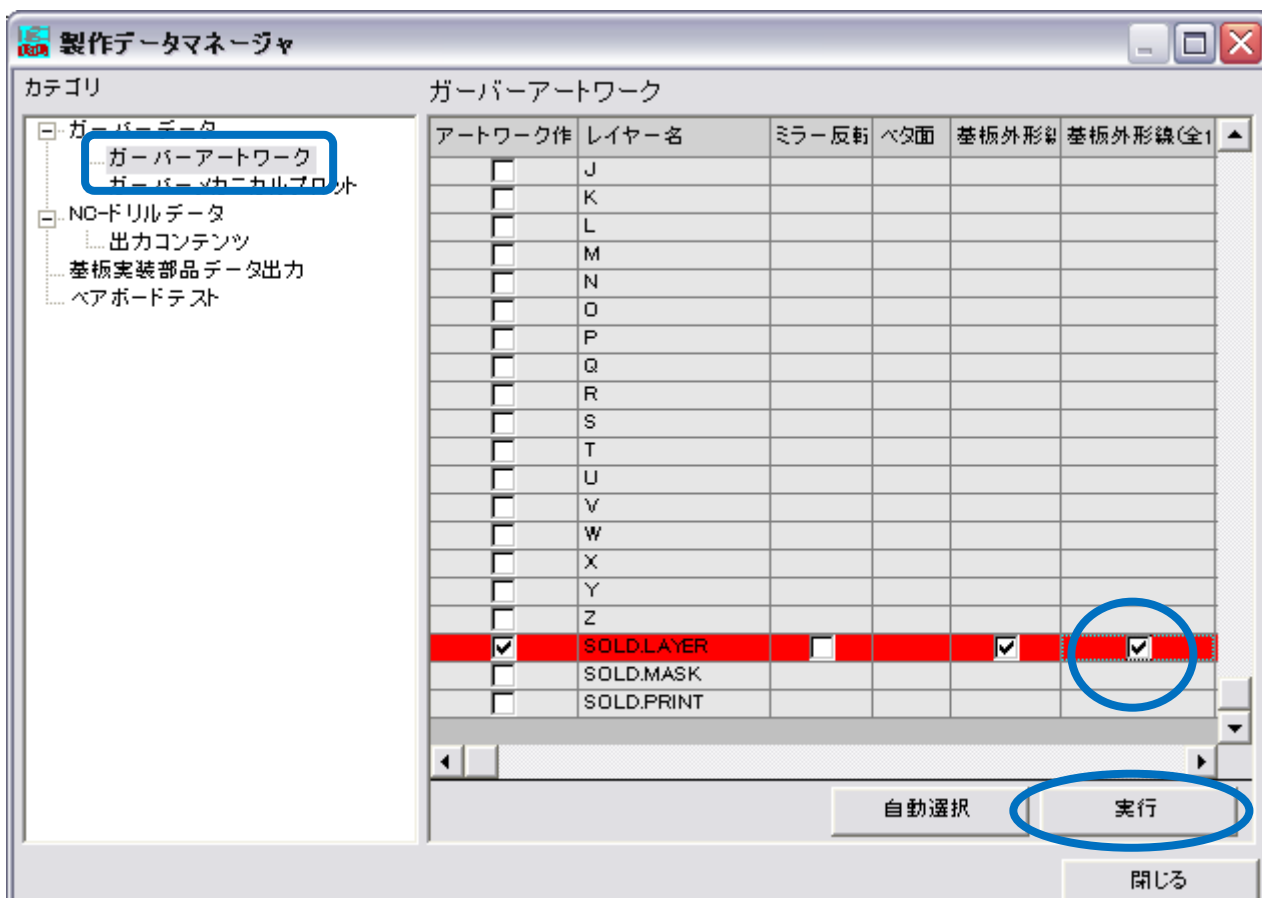 製作データマネージャ
カテゴリ
ガーバーデータ
ガーバーアートワーク
ガーバーメカニカルプロット
NC-ドリルデータ
出力コンテンツ
基板実装部品データ出力
ベアボードテスト
ガーバーアートワーク
アートワーク作 レイヤー名 ミラー反転 ベタ面 基板外形線 基板外形線(全1
J
K
L
M
N
O
P
Q
R
S
T
U
V
W
X
Y
Z
SOLD.LAYER
SOLD.MASK
SOLD.PRINT
自動選択 実行
閉じる